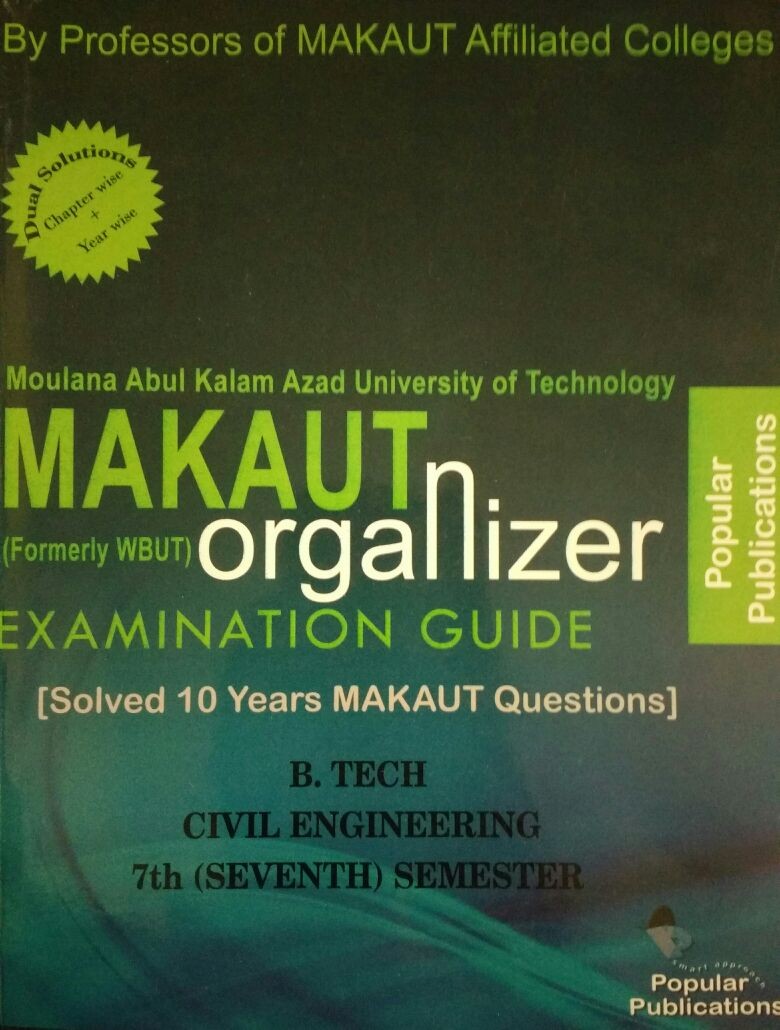 By Professors of MAKAUT Affiliated Colleges
Dual Solutions
Chapter wise
+
Year wise
Moulana Abul Kalam Azad University of Technology
MAKAUT
(Formerly WBUT) organizer
EXAMINATION GUIDE
[Solved 10 Years MAKAUT Questions]
Popular
Publications
B. TECH
CIVIL ENGINEERING
7th (SEVENTH) SEMESTER
smart approach
Popular
Publications